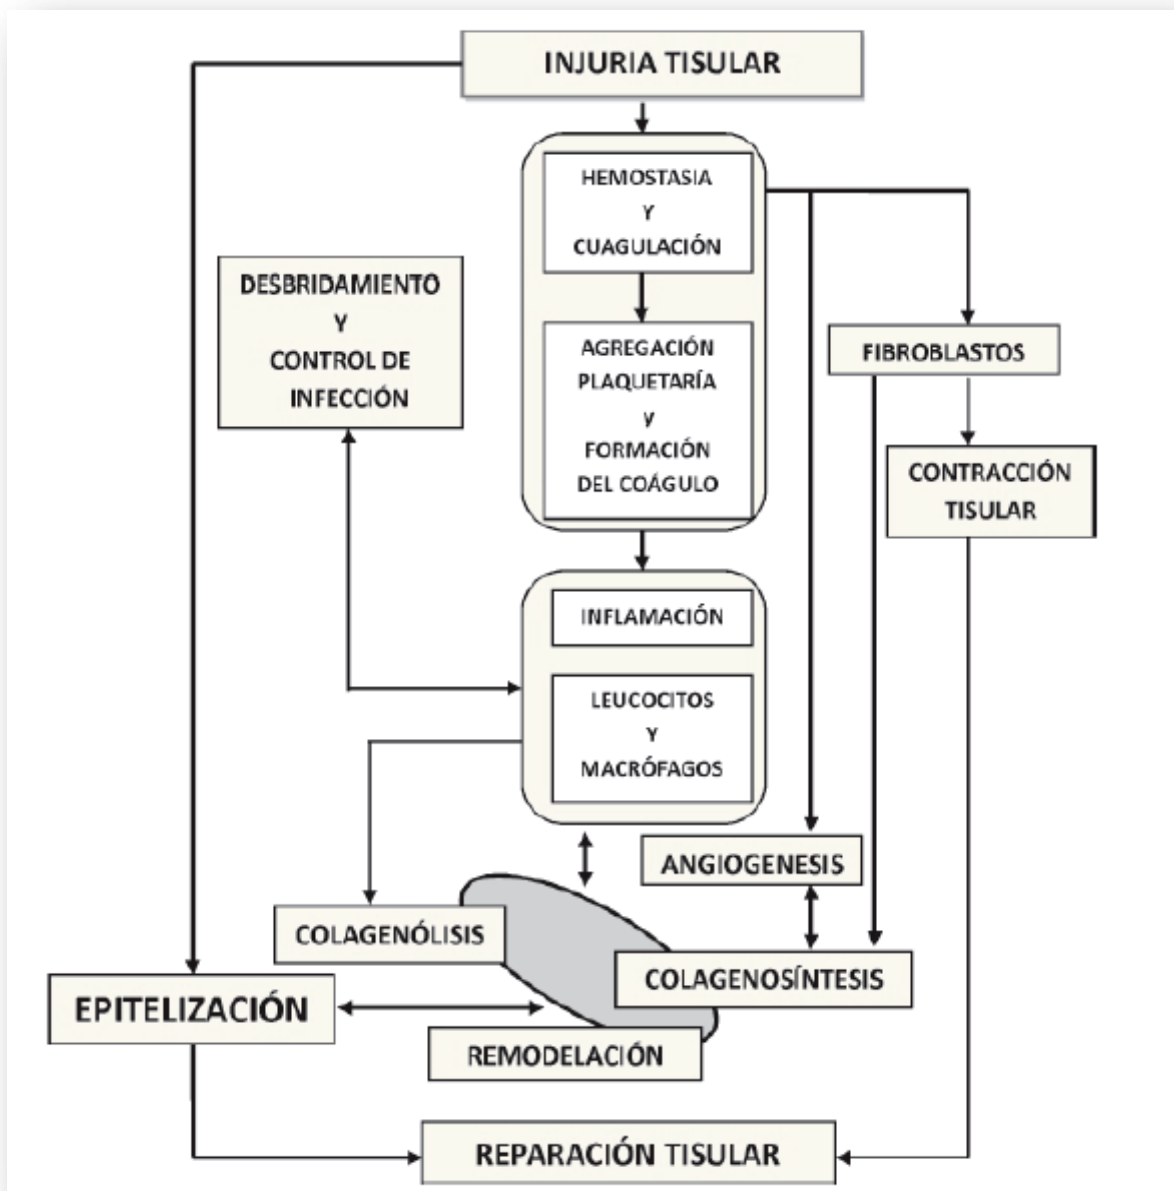 INJURIA TISULAR
HEMOSTASIA
Y
CUAGULACIÓN
DESBRIDAMIENTO
Y
CONTROL DE
INFECCIÓN
AGREGACIÓN
PLAQUETARÍA
y
FORMACIÓN
DEL COÁGULO
FIBROBLASTOS
CONTRACCIÓN
TISULAR
INFLAMACIÓN
LEUCOCITOS
Y
MACRÓFAGOS
ANGIOGENESIS
COLAGENÓLISIS
COLAGENOSÍNTESIS
EPITELIZACIÓN
REMODELACIÓN
REPARACIÓN TISULAR